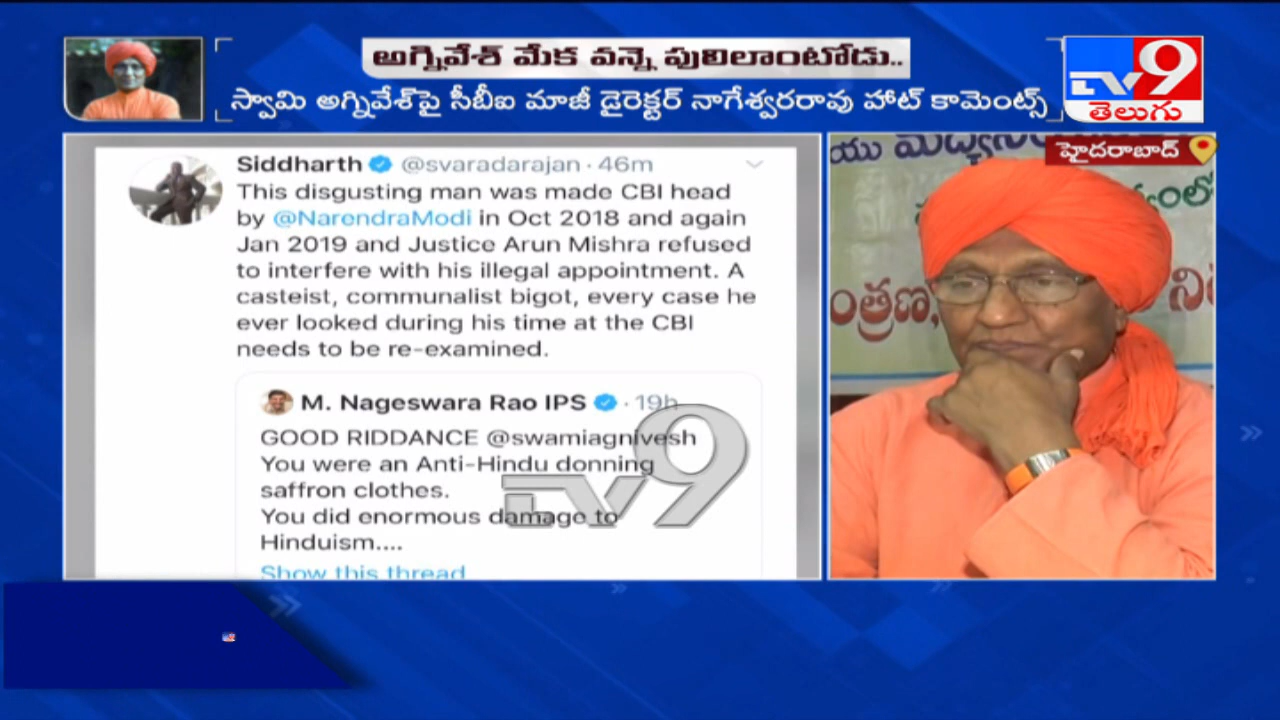 అగ్నివేశ్ మేక వన్నె పులిలాంటోడు..
స్వామి అగ్నివేశ్‌పై సీబీఐ మాజీ డైరెక్టర్ నాగేశ్వరరావు హాట్ కామెంట్స్
TV9
తెలుగు
Siddharth @svaradarajan · 46m
This disgusting man was made CBI head
by @NarendraModi in Oct 2018 and again
Jan 2019 and Justice Arun Mishra refused
to interfere with his illegal appointment. A
casteist, communalist bigot, every case he
ever looked during his time at the CBI
needs to be re-examined.
M. Nageswara Rao IPS · 19h
GOOD RIDDANCE @swamiagnivesh
You were an Anti-Hindu donning
saffron clothes.
You did enormous damage to
Hinduism....
Show this thread
TV9
హైదరాబాద్